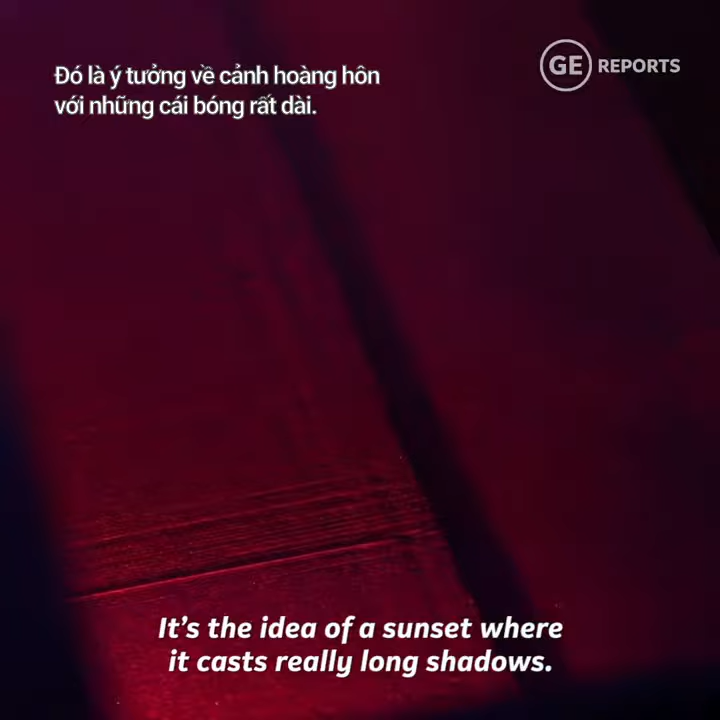 Đó là ý tưởng về cảnh hoàng hôn
với những cái bóng rất dài.
GE REPORTS
It's the idea of a sunset where
it casts really long shadows.